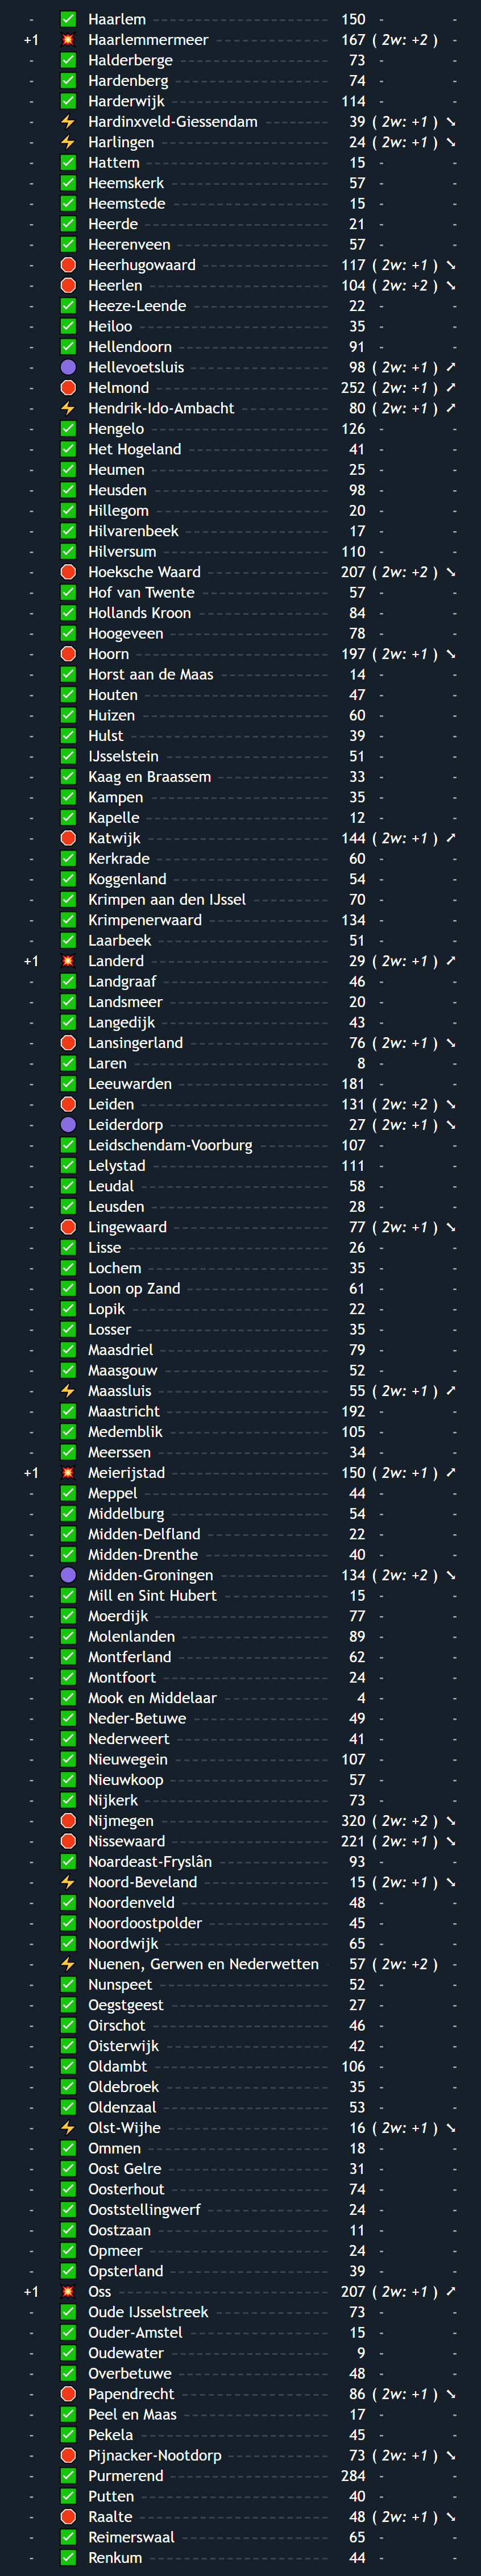 - ✅ Haarlem 150 - -
+1 💥 Haarlemmermeer 167 ( 2w: +2 ) -
- ✅ Halderberge 73 - -
- ✅ Hardenberg 74 - -
- ✅ Harderwijk 114 - -
- ⚡ Hardinxveld-Giessendam 39 ( 2w: +1 ) ➘
- ⚡ Harlingen 24 ( 2w: +1 ) ➘
- ✅ Hattem 15 - -
- ✅ Heemskerk 57 - -
- ✅ Heemstede 15 - -
- ✅ Heerde 21 - -
- ✅ Heerenveen 57 - -
- 🛑 Heerhugowaard 117 ( 2w: +1 ) ➘
- 🛑 Heerlen 104 ( 2w: +2 ) ➘
- ✅ Heeze-Leende 22 - -
- ✅ Heiloo 35 - -
- ✅ Hellendoorn 91 - -
- 🟣 Hellevoetsluis 98 ( 2w: +1 ) ➚
- 🛑 Helmond 252 ( 2w: +1 ) ➚
- ⚡ Hendrik-Ido-Ambacht 80 ( 2w: +1 ) ➚
- ✅ Hengelo 126 - -
- ✅ Het Hogeland 41 - -
- ✅ Heumen 25 - -
- ✅ Heusden 98 - -
- ✅ Hillegom 20 - -
- ✅ Hilvarenbeek 17 - -
- ✅ Hilversum 110 - -
- 🛑 Hoeksche Waard 207 ( 2w: +2 ) ➘
- ✅ Hof van Twente 57 - -
- ✅ Hollands Kroon 84 - -
- ✅ Hoogeveen 78 - -
- 🛑 Hoorn 197 ( 2w: +1 ) ➘
- ✅ Horst aan de Maas 14 - -
- ✅ Houten 47 - -
- ✅ Huizen 60 - -
- ✅ Hulst 39 - -
- ✅ IJsselstein 51 - -
- ✅ Kaag en Braassem 33 - -
- ✅ Kampen 35 - -
- ✅ Kapelle 12 - -
- 🛑 Katwijk 144 ( 2w: +1 ) ➚
- ✅ Kerkrade 60 - -
- ✅ Koggenland 54 - -
- ✅ Krimpen aan den IJssel 70 - -
- ✅ Krimpenerwaard 134 - -
- ✅ Laarbeek 51 - -
+1 💥 Landerd 29 ( 2w: +1 ) ➚
- ✅ Landgraaf 46 - -
- ✅ Landsmeer 20 - -
- ✅ Langedijk 43 - -
- 🛑 Lansingerland 76 ( 2w: +1 ) ➘
- ✅ Laren 8 - -
- ✅ Leeuwarden 181 - -
- 🛑 Leiden 131 ( 2w: +2 ) ➘
- 🟣 Leiderdorp 27 ( 2w: +1 ) ➘
- ✅ Leidschendam-Voorburg 107 - -
- ✅ Lelystad 111 - -
- ✅ Leudal 58 - -
- ✅ Leusden 28 - -
- 🛑 Lingewaard 77 ( 2w: +1 ) ➘
- ✅ Lisse 26 - -
- ✅ Lochem 35 - -
- ✅ Loon op Zand 61 - -
- ✅ Lopik 22 - -
- ✅ Losser 35 - -
- ✅ Maasdriel 79 - -
- ✅ Maasgouw 52 - -
- ⚡ Maassluis 55 ( 2w: +1 ) ➚
- ✅ Maastricht 192 - -
- ✅ Medemblik 105 - -
- ✅ Meerssen 34 - -
+1 💥 Meierijstad 150 ( 2w: +1 ) ➚
- ✅ Meppel 44 - -
- ✅ Middelburg 54 - -
- ✅ Midden-Delfland 22 - -
- ✅ Midden-Drenthe 40 - -
- 🟣 Midden-Groningen 134 ( 2w: +2 ) ➘
- ✅ Mill en Sint Hubert 15 - -
- ✅ Moerdijk 77 - -
- ✅ Molenlanden 89 - -
- ✅ Montferland 62 - -
- ✅ Montfoort 24 - -
- ✅ Mook en Middelaar 4 - -
- ✅ Neder-Betuwe 49 - -
- ✅ Nederweert 41 - -
- ✅ Nieuwegein 107 - -
- ✅ Nieuwkoop 57 - -
- ✅ Nijkerk 73 - -
- 🛑 Nijmegen 320 ( 2w: +2 ) ➘
- 🛑 Nissewaard 221 ( 2w: +1 ) ➘
- ✅ Noardeast-Fryslân 93 - -
- ⚡ Noord-Beveland 15 ( 2w: +1 ) ➘
- ✅ Noordenveld 48 - -
- ✅ Noordoostpolder 45 - -
- ✅ Noordwijk 65 - -
- ⚡ Nuenen, Gerwen en Nederwetten 57 ( 2w: +2 ) -
- ✅ Nunspeet 52 - -
- ✅ Oegstgeest 27 - -
- ✅ Oirschot 46 - -
- ✅ Oisterwijk 42 - -
- ✅ Oldambt 106 - -
- ✅ Oldebroek 35 - -
- ✅ Oldenzaal 53 - -
- ⚡ Olst-Wijhe 16 ( 2w: +1 ) ➘
- ✅ Ommen 18 - -
- ✅ Oost Gelre 31 - -
- ✅ Oosterhout 74 - -
- ✅ Ooststellingwerf 24 - -
- ✅ Oostzaan 11 - -
- ✅ Opmeer 24 - -
- ✅ Opsterland 39 - -
+1 💥 Oss 207 ( 2w: +1 ) ➚
- ✅ Oude IJsselstreek 73 - -
- ✅ Ouder-Amstel 15 - -
- ✅ Oudewater 9 - -
- ✅ Overbetuwe 48 - -
- 🛑 Papendrecht 86 ( 2w: +1 ) ➘
- ✅ Peel en Maas 17 - -
- ✅ Pekela 45 - -
- 🛑 Pijnacker-Nootdorp 73 ( 2w: +1 ) ➘
- ✅ Purmerend 284 - -
- ✅ Putten 40 - -
- 🛑 Raalte 48 ( 2w: +1 ) ➘
- ✅ Reimerswaal 65 - -
- ✅ Renkum 44 - -